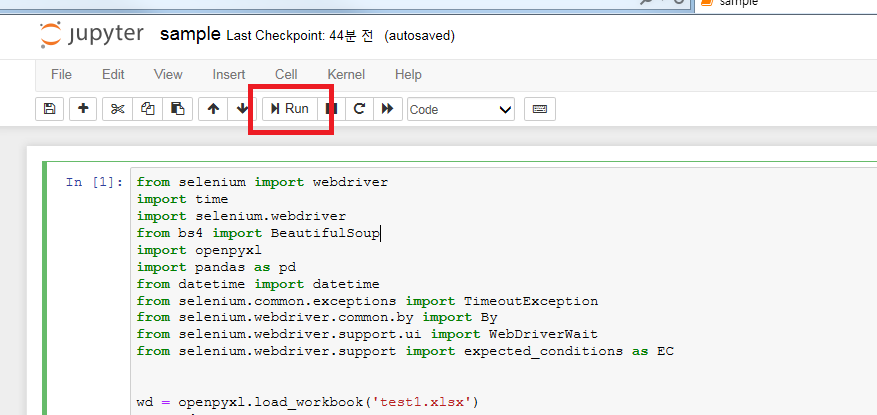 sample
jupyter sample Last Checkpoint: 44분 전 (autosaved)
File Edit View Insert Cell Kernel Help
Run Code
In [1]: from selenium import webdriver
import time
import selenium.webdriver
from bs4 import BeautifulSoup
import openpyxl
import pandas as pd
from datetime import datetime
from selenium.common.exceptions import TimeoutException
from selenium.webdriver.common.by import By
from selenium.webdriver.support.ui import WebDriverWait
from selenium.webdriver.support import expected_conditions as EC
wd = openpyxl.load_workbook('test1.xlsx')